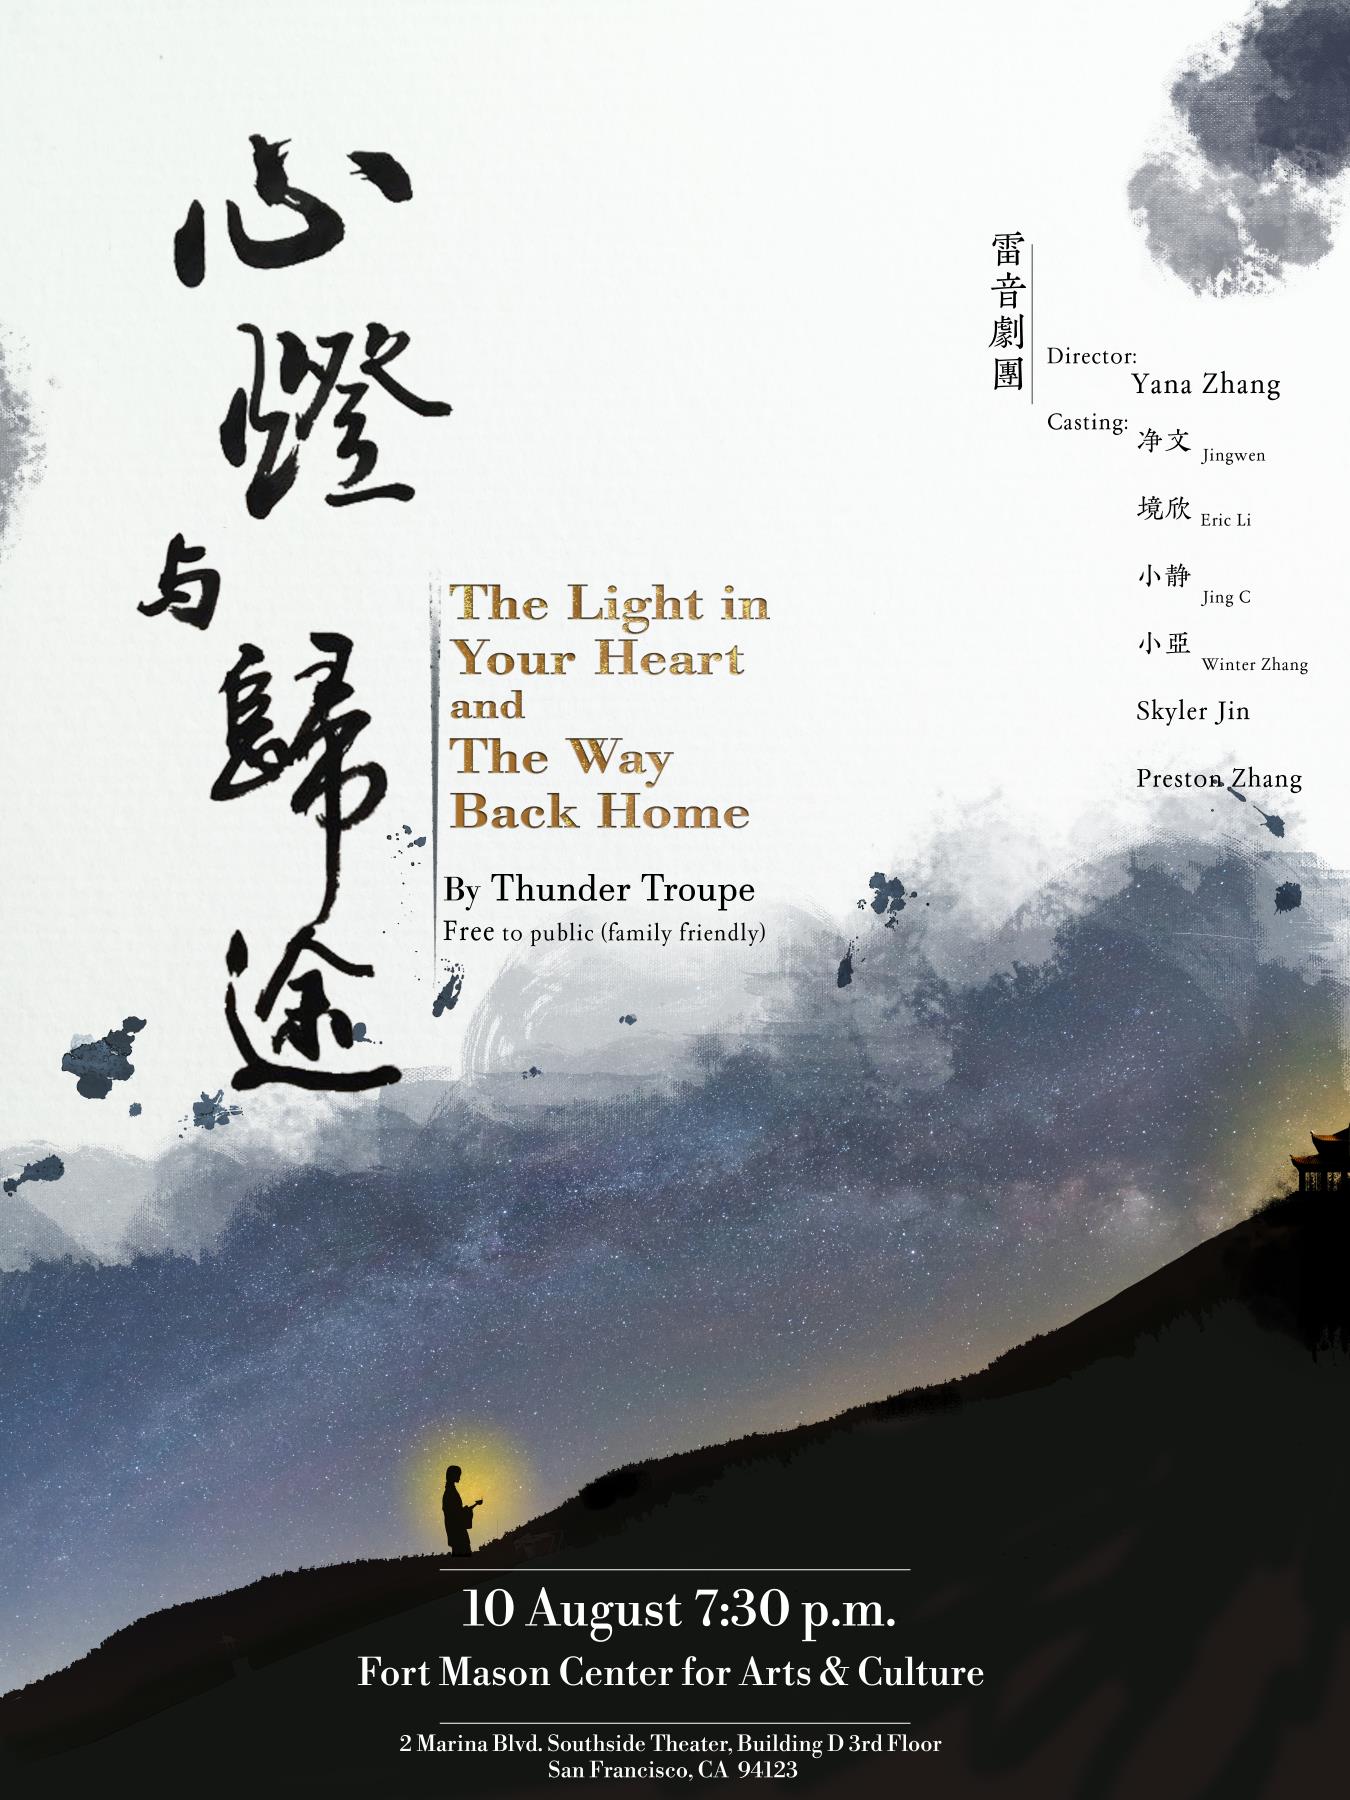 心燈与歸途
The Light in
Your Heart
and
The Way
Back Home
By Thunder Troupe
Free to public (family friendly)
雷音劇團
Director:
Yana Zhang
Casting:
净文 Jingwen
境欣 Eric Li
小静 Jing C
小亞 Winter Zhang
Skyler Jin
Preston Zhang
10 August 7:30 p.m.
Fort Mason Center for Arts & Culture
2 Marina Blvd. Southside Theater, Building D 3rd Floor
San Francisco, CA 94123